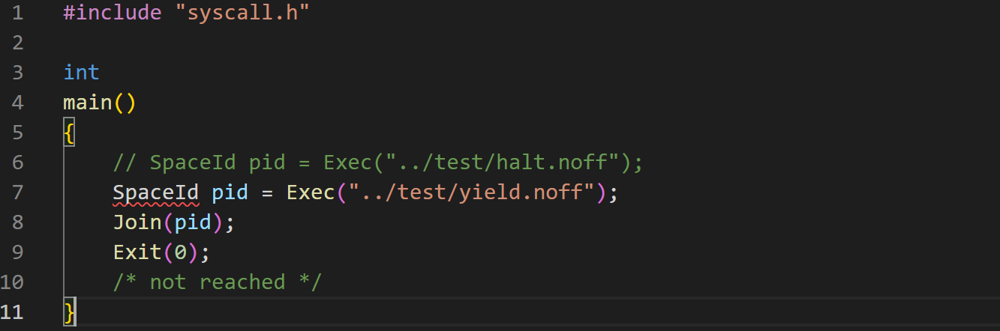 1 #include "syscall.h"
2
3 int
4 main()
5 {
6 // SpaceId pid = Exec("../test/halt.noff");
7 SpaceId pid = Exec("../test/yield.noff");
8 Join(pid);
9 Exit(0);
10 /* not reached */
11 }